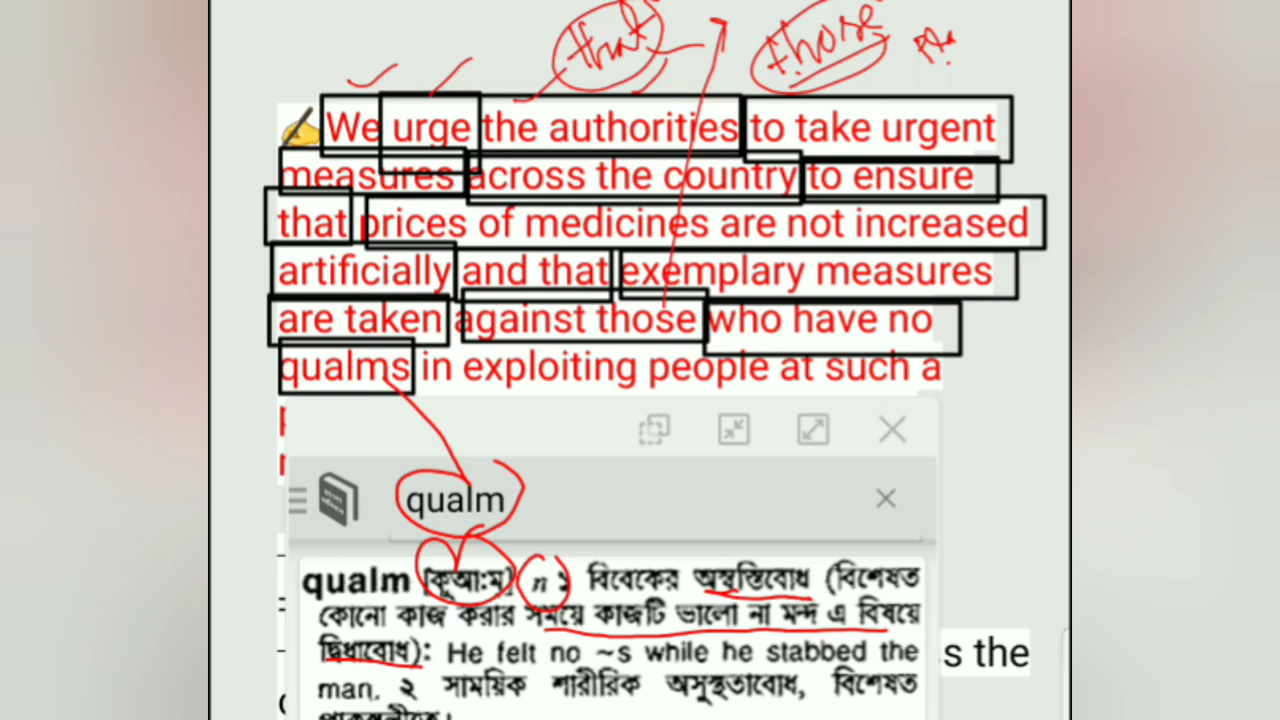 that those
We urge the authorities to take urgent
measures across the country to ensure
that prices of medicines are not increased
artificially and that exemplary measures
are taken against those who have no
qualms in exploiting people at such a
qualm
qualm [কুআ:ম] n ১ বিবেকের অস্বস্তিবোধ (বিশেষত
কোনো কাজ করার সময়ে কাজটি ভালো না মন্দ এ বিষয়ে
দ্বিধাবোধ): He felt no ~s while he stabbed the
s the
man. ২ সাময়িক শারীরিক অসুস্থতাবোধ, বিশেষত